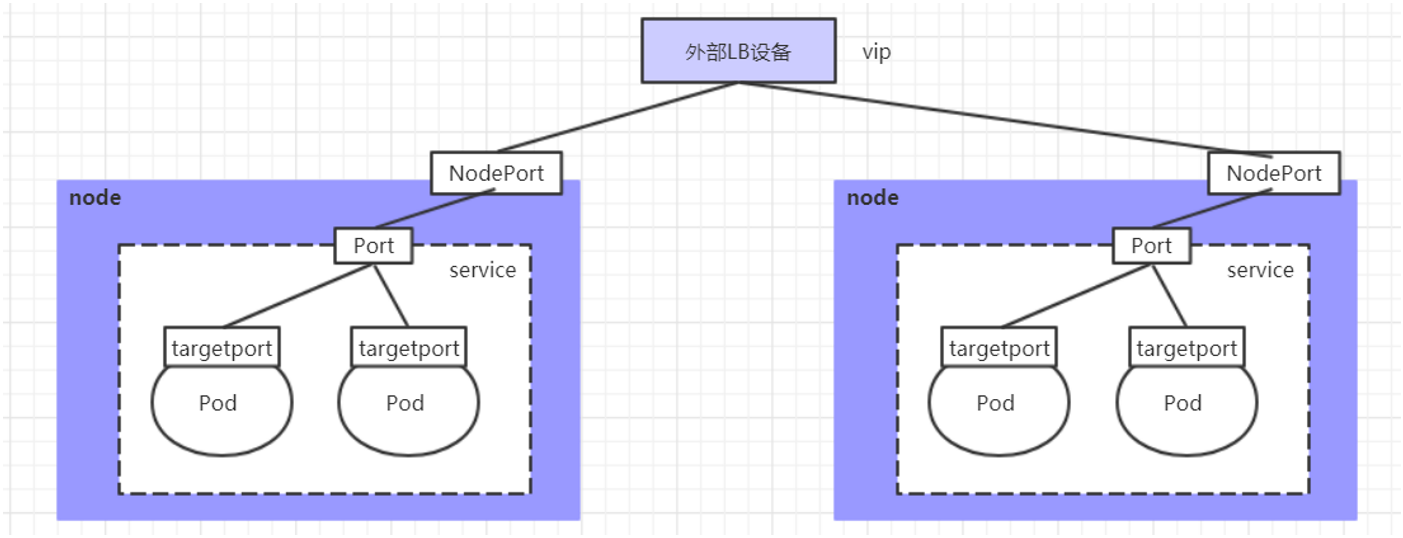 外部LB设备
vip
NodePort
NodePort
node
node
Port
Port
service
service
targetport
targetport
targetport
targetport
Pod
Pod
Pod
Pod